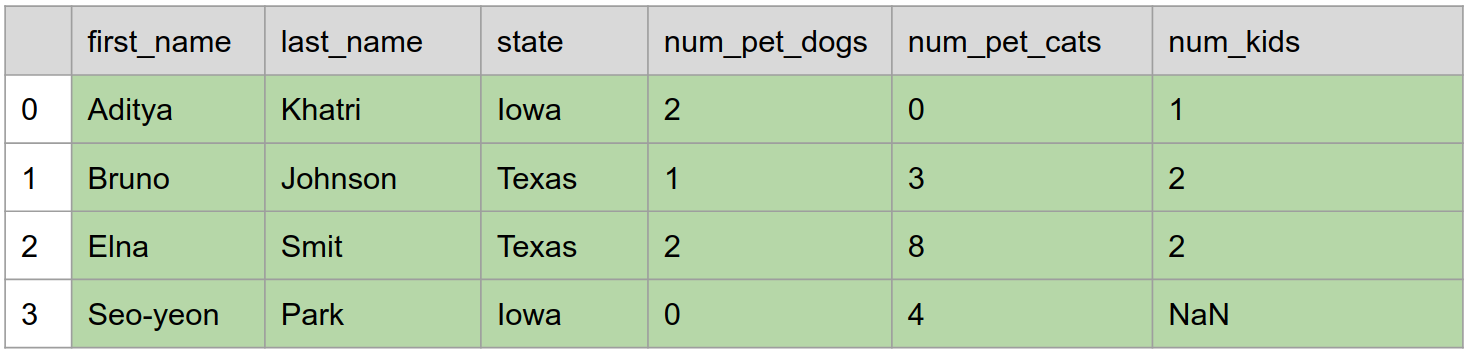 first_name last_name state num_pet_dogs num_pet_cats num_kids
0 Aditya Khatri Iowa 2 0 1
1 Bruno Johnson Texas 1 3 2
2 Elna Smit Texas 2 8 2
3 Seo-yeon Park Iowa 0 4 NaN